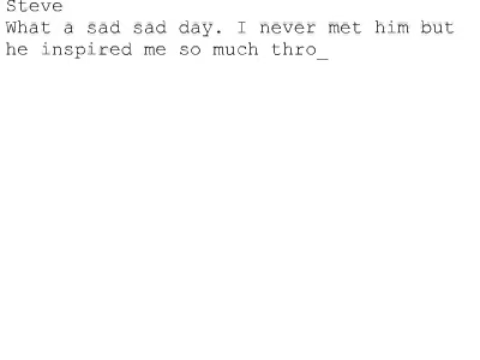 Steve
What a sad sad day. I never met him but
he inspired me so much thro_